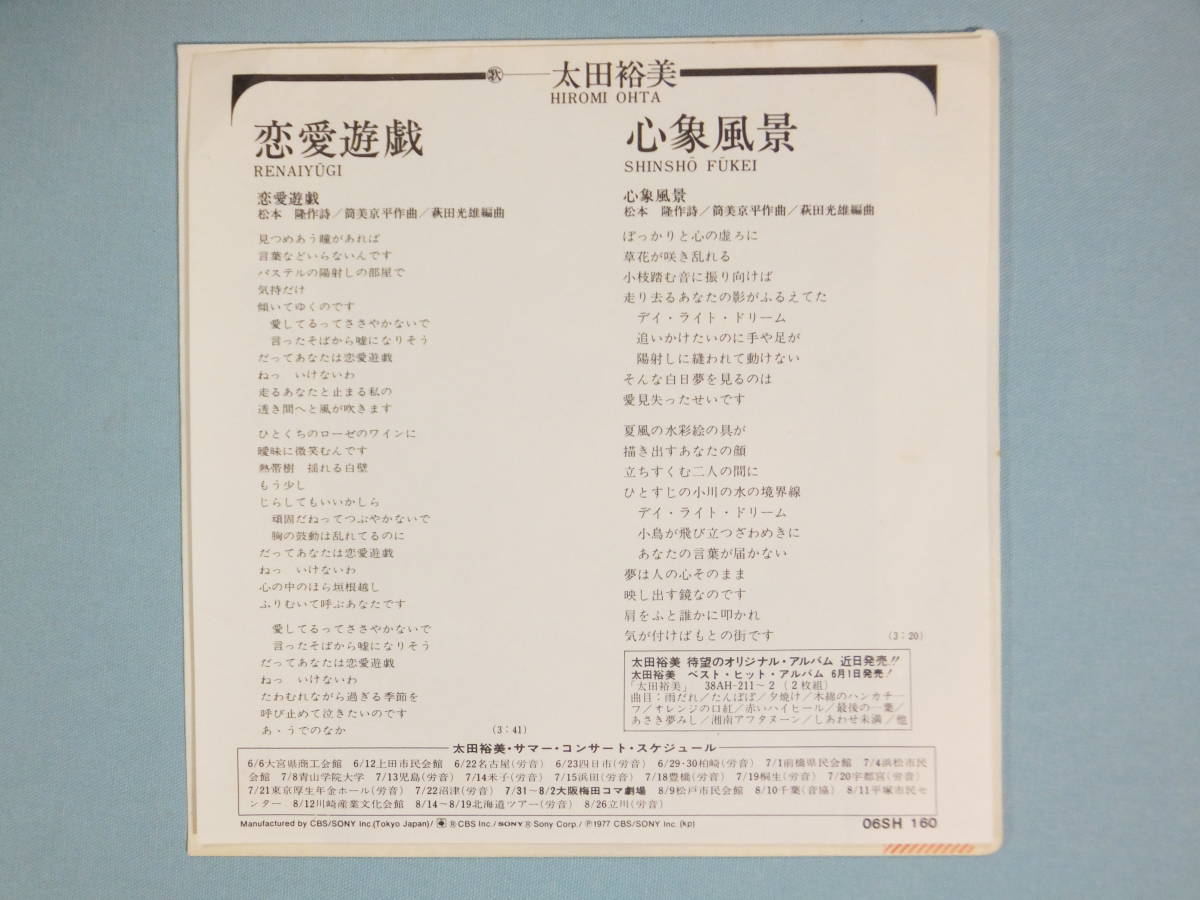 歌 太田裕美
HIROMI OHTA
恋愛遊戯
RENAIYŪGI
恋愛遊戯
松本 隆作詩/筒美京平作曲/萩田光雄編曲
見つめあう瞳があれば
言葉などいらないんです
パステルの陽射しの部屋で
気持だけ
傾いてゆくのです
愛してるってささやかないで
言ったそばから嘘になりそう
だってあなたは恋愛遊戯
ねっ いけないわ
走るあなたと止まる私の
透き間へと風が吹きます
ひとくちのローゼのワインに
曖昧に微笑むんです
熱帯樹 揺れる白壁
もう少し
じらしてもいいかしら
頑固だねってつぶやかないで
胸の鼓動は乱れてるのに
だってあなたは恋愛遊戯
ねっ いけないわ
心の中のほら垣根越し
ふりむいて呼ぶあなたです
愛してるってささやかないで
言ったそばから嘘になりそう
だってあなたは恋愛遊戯
ねっ いけないわ
たわむれながら過ぎる季節を
呼び止めて泣きたいのです
あ・うでのなか
(3:41)
心象風景
SHINSHŌ FŪKEI
心象風景
松本 隆作詩/筒美京平作曲/萩田光雄編曲
ぽっかりと心の虚ろに
草花が咲き乱れる
小枝踏む音に振り向けば
走り去るあなたの影がふるえてた
デイ・ライト・ドリーム
追いかけたいのに手や足が
陽射しに縫われて動けない
そんな白日夢を見るのは
愛見失ったせいです
夏風の水彩絵の具が
描き出すあなたの顔
立ちすくむ二人の間に
ひとすじの小川の水の境界線
デイ・ライト・ドリーム
小鳥が飛び立つざわめきに
あなたの言葉が届かない
夢は人の心そのまま
映し出す鏡なのです
肩をふと誰かに叩かれ
気が付けばもとの街です
(3:20)
太田裕美 待望のオリジナル・アルバム 近日発売!!
太田裕美 ベスト・ヒット・アルバム 6月1日発売!
「太田裕美」 38AH-211~2 (2枚組)
曲目:雨だれ/たんぽぽ/夕焼け/木綿のハンカチー
フ/オレンジの口紅/赤いハイヒール/最後の一葉/
あさき夢みし/湘南アフタヌーン/しあわせ未満/他
太田裕美・サマー・コンサート・スケジュール
6/6大宮県商工会館 6/12上田市民会館 6/22名古屋(労音) 6/23四日市(労音) 6/29・30柏崎(労音) 7/1前橋県民会館 7/4浜松市民
会館 7/8青山学院大学 7/13児島(労音) 7/14米子(労音) 7/15浜田(労音) 7/18豊橋(労音) 7/19桐生(労音) 7/20宇都宮(労音)
7/21東京厚生年金ホール(労音) 7/22沼津(労音) 7/31~8/2大阪梅田コマ劇場 8/9松戸市民会館 8/10千葉(音協) 8/11平塚市民セ
ンター 8/12川崎産業文化会館 8/14~8/19北海道ツアー(労音) 8/26立川(労音)
Manufactured by CBS/SONY Inc.(Tokyo Japan)/ ® CBS Inc./ SONY ® Sony Corp./ ℗1977 CBS/SONY Inc. (kp)
06SH 160